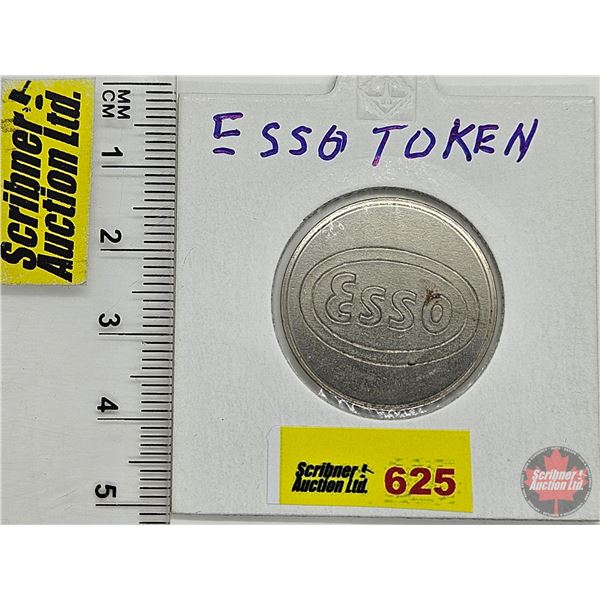 Scribner
Auction Ltd.
MM
CM
1
2
3
4
5
ESSO TOKEN
Esso
Scribner
Auction Ltd.
625
Scribner
Auction Ltd.